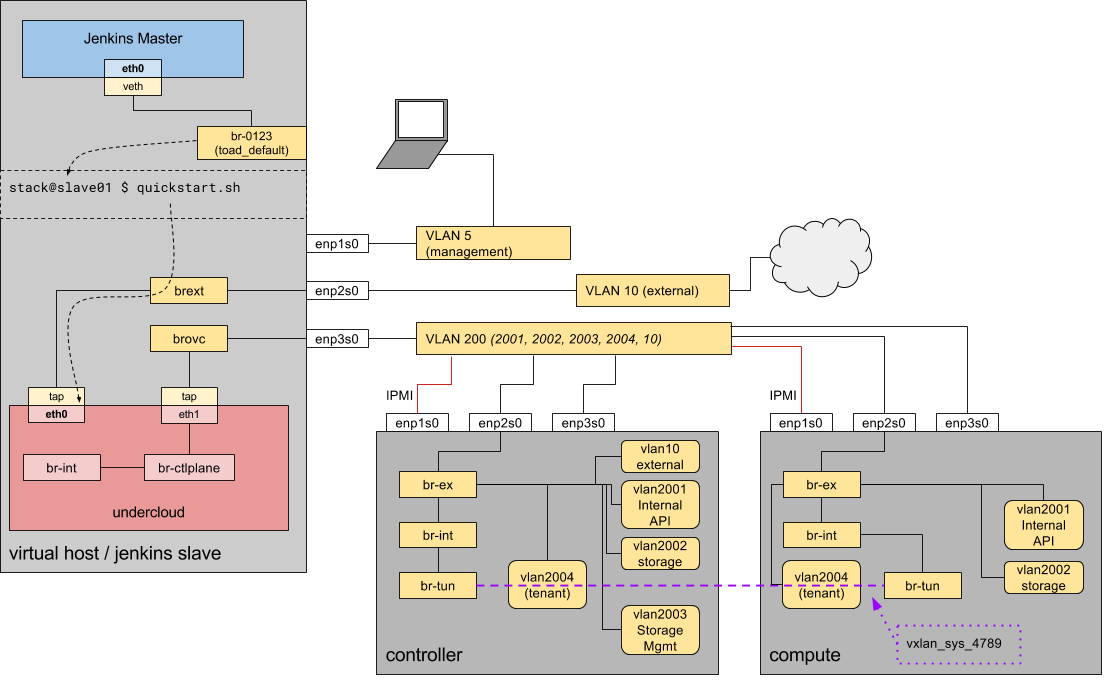 Jenkins Master
eth0
veth
br-0123
(toad_default)
stack@slave01 $ quickstart.sh
enp1s0
VLAN 5
(management)
brext
enp2s0
VLAN 10 (external)
brovc
enp3s0
VLAN 200 (2001, 2002, 2003, 2004, 10)
tap
eth0
tap
eth1
br-int
br-ctlplane
undercloud
virtual host / jenkins slave
IPMI
enp1s0
enp2s0
enp3s0
br-ex
br-int
br-tun
vlan2004
(tenant)
vlan10
external
vlan2001
Internal
API
vlan2002
storage
vlan2003
Storage
Mgmt
controller
IPMI
enp1s0
enp2s0
enp3s0
br-ex
br-int
vlan2004
(tenant)
br-tun
vlan2001
Internal
API
vlan2002
storage
vxlan_sys_4789
compute